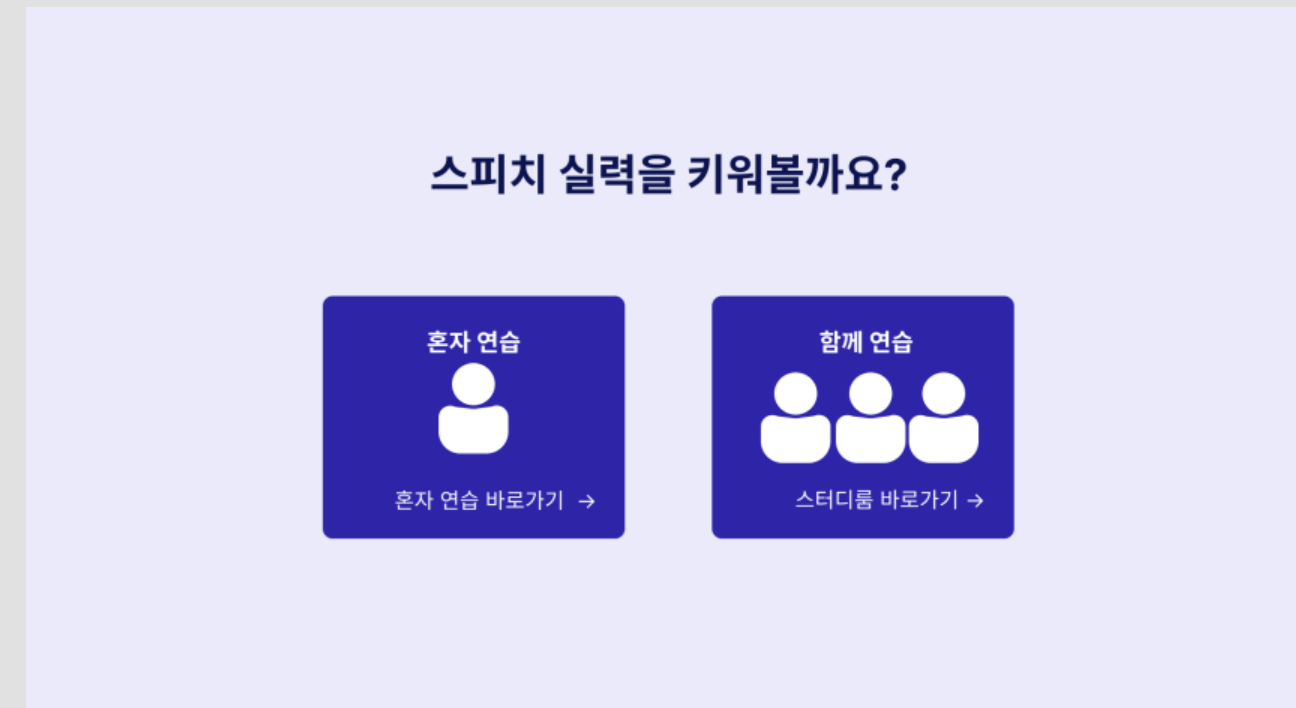 스피치 실력을 키워볼까요?
혼자 연습
함께 연습
혼자 연습 바로가기 →
스터디룸 바로가기 →